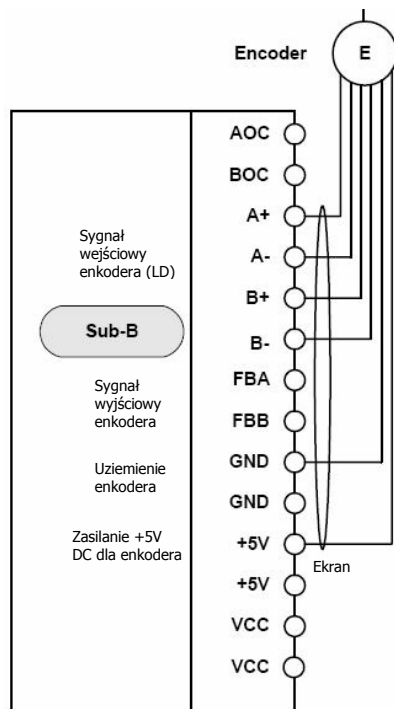 Encoder
E
AOC
BOC
A+
Sygnał
wejściowy
enkodera (LD)
A-
B+
Sub-B
B-
Sygnał
wyjściowy
enkodera
FBA
FBB
Uziemienie
enkodera
GND
GND
Zasilanie +5V
DC dla enkodera
+5V
Ekran
+5V
VCC
VCC